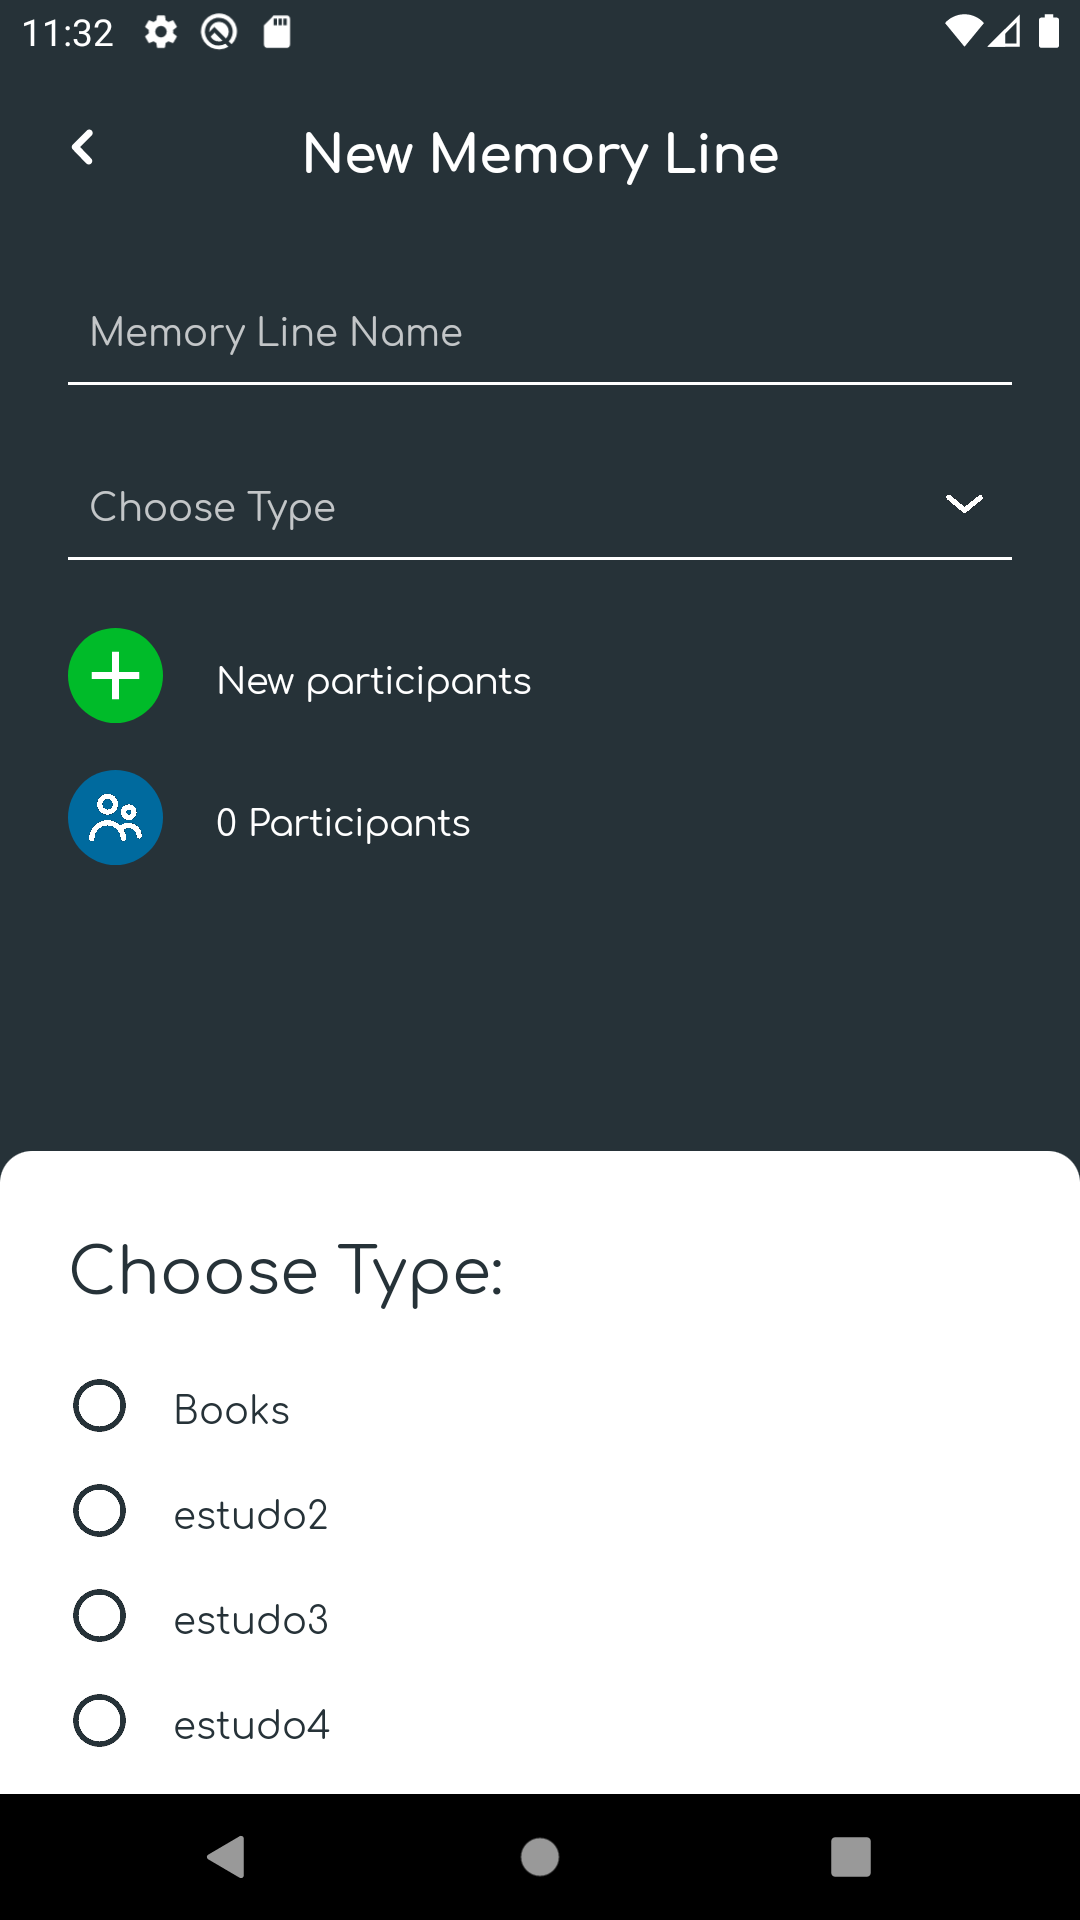 11:32
New Memory Line
Memory Line Name
Choose Type
New participants
0 Participants
Choose Type:
Books
estudo2
estudo3
estudo4